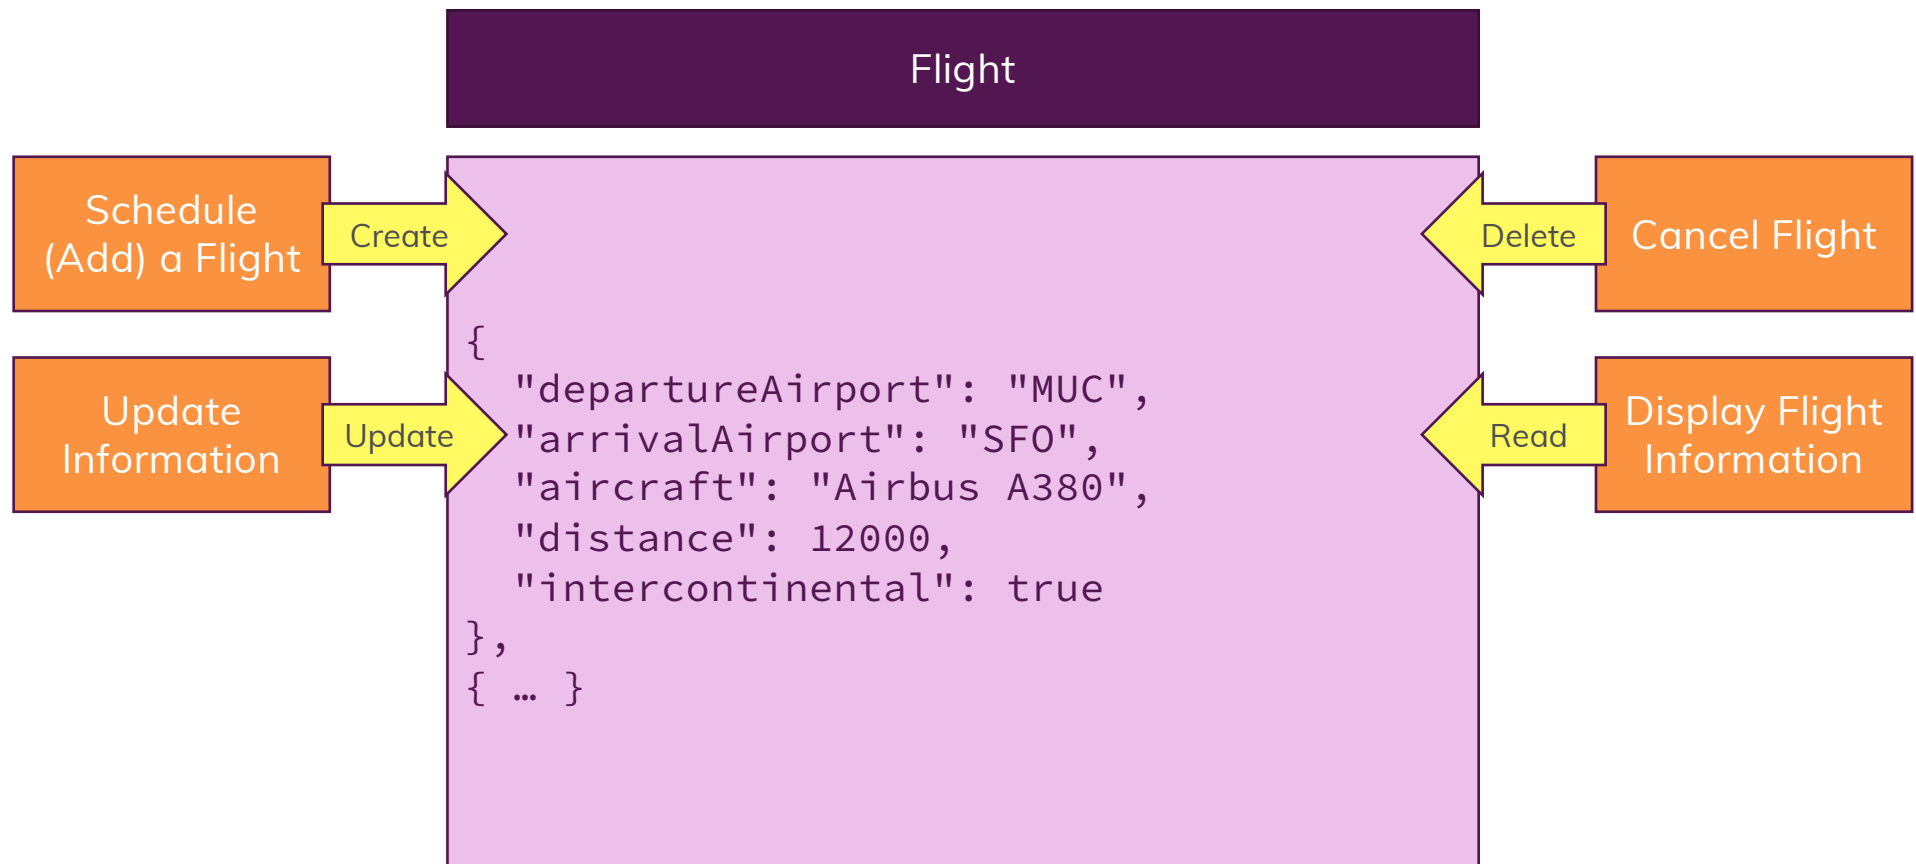 Flight
Schedule
(Add) a Flight
Create
Delete
Cancel Flight
Update
Information
Update
Read
Display Flight
Information
{
  "departureAirport": "MUC",
  "arrivalAirport": "SFO",
  "aircraft": "Airbus A380",
  "distance": 12000,
  "intercontinental": true
},
{ … }